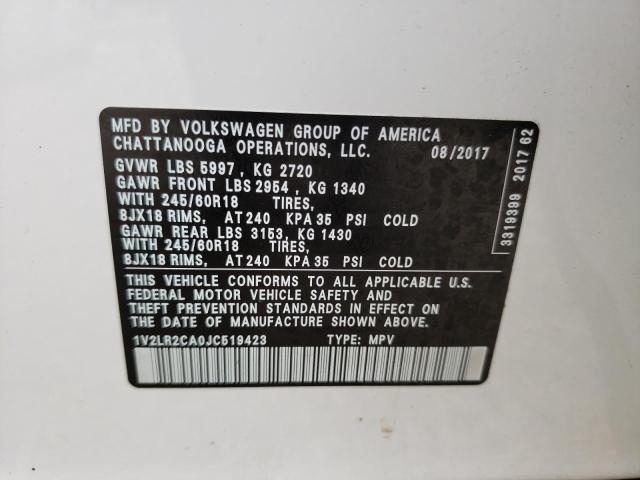 MFD BY VOLKSWAGEN GROUP OF AMERICA
CHATTANOOGA OPERATIONS, LLC. 08/2017
GVWR LBS 5997 , KG 2720
GAWR FRONT LBS 2954 , KG 1340
WITH 245/60R18 TIRES,
8JX18 RIMS, AT 240 KPA 35 PSI COLD
GAWR REAR LBS 3153, KG 1430
WITH 245/60R18 TIRES,
8JX18 RIMS, AT 240 KPA 35 PSI COLD
THIS VEHICLE CONFORMS TO ALL APPLICABLE U.S.
FEDERAL MOTOR VEHICLE SAFETY AND
THEFT PREVENTION STANDARDS IN EFFECT ON
THE DATE OF MANUFACTURE SHOWN ABOVE.
1V2LR2CA0JC519423 TYPE: MPV
3319399 2017 62